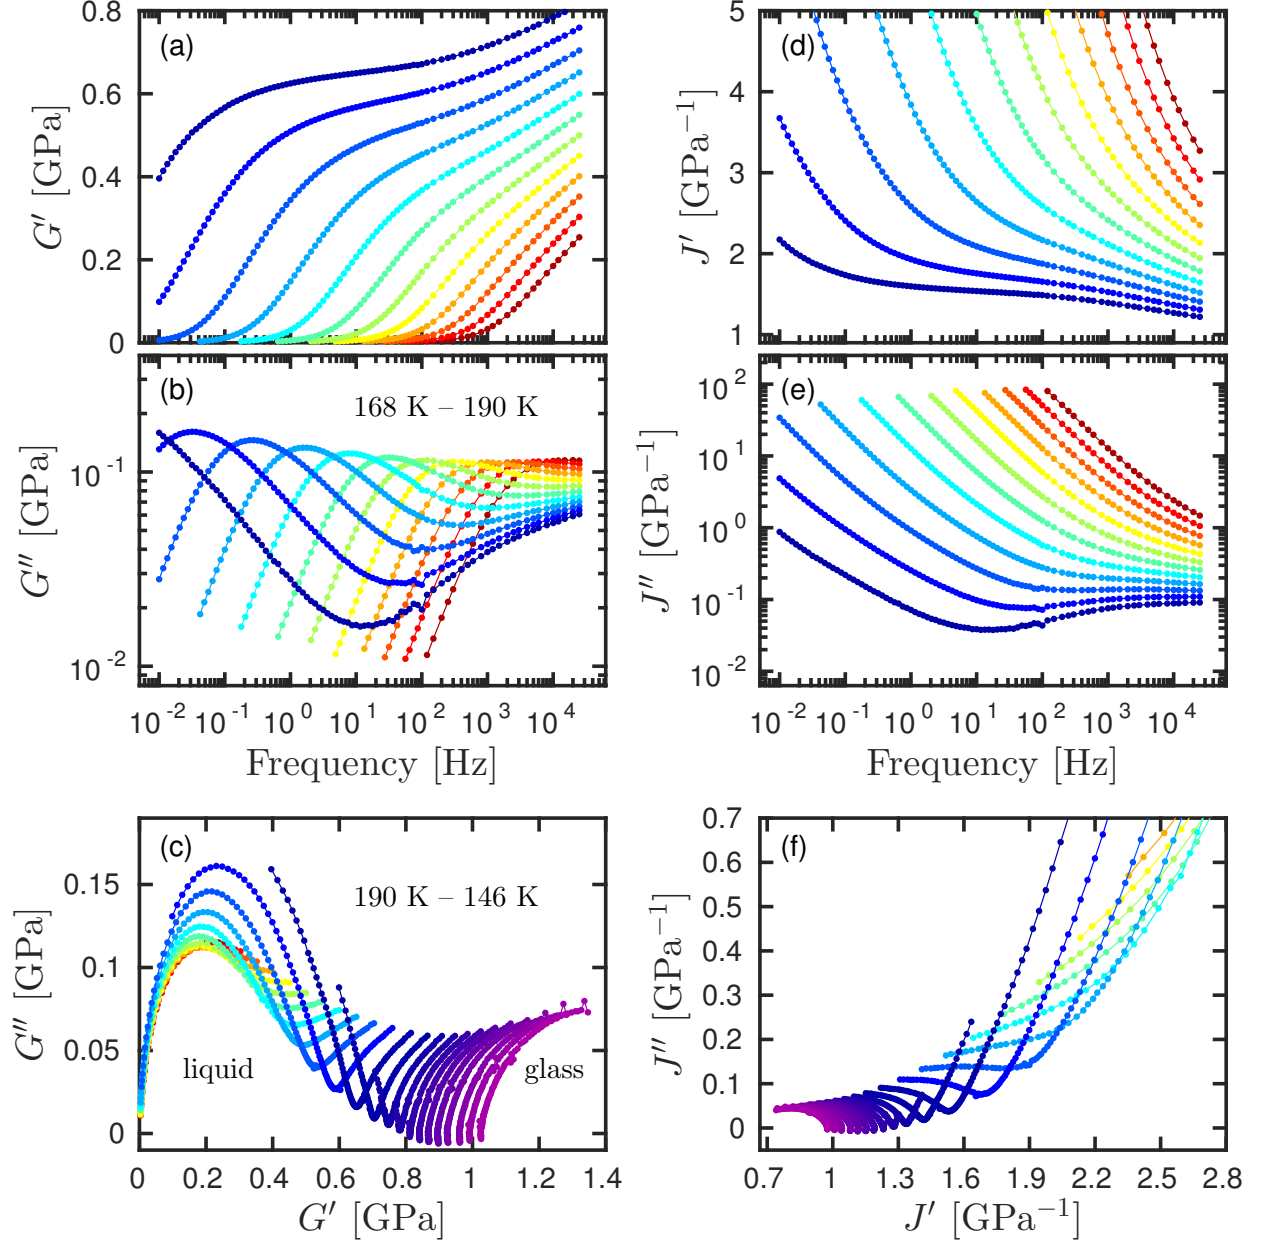 (a)
G′ [GPa]
0.8
0.6
0.4
0.2
0
(b)
168 K – 190 K
G″ [GPa]
10⁻¹
10⁻²
10⁻² 10⁻¹ 10⁰ 10¹ 10² 10³ 10⁴
Frequency [Hz]
(c)
190 K – 146 K
G″ [GPa]
0.15
0.1
0.05
0
liquid
glass
0 0.2 0.4 0.6 0.8 1 1.2 1.4
G′ [GPa]
(d)
J′ [GPa⁻¹]
5
4
3
2
1
(e)
J″ [GPa⁻¹]
10²
10¹
10⁰
10⁻¹
10⁻²
10⁻² 10⁻¹ 10⁰ 10¹ 10² 10³ 10⁴
Frequency [Hz]
(f)
J″ [GPa⁻¹]
0.7
0.6
0.5
0.4
0.3
0.2
0.1
0
0.7 1 1.3 1.6 1.9 2.2 2.5 2.8
J′ [GPa⁻¹]